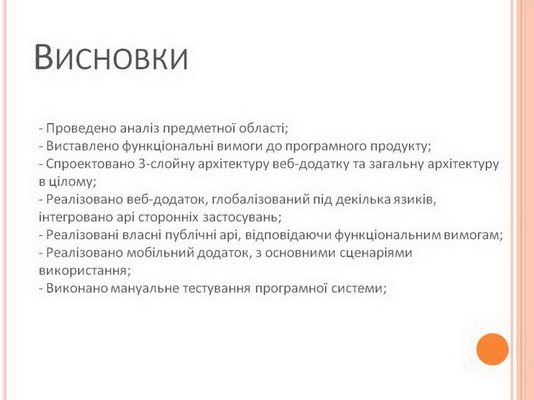 Висновки
- Проведено аналіз предметної області;
- Виставлено функціональні вимоги до програмного продукту;
- Спроектовано 3-слойну архітектуру веб-додатку та загальну архітектуру
в цілому;
- Реалізовано веб-додаток, глобалізований під декілька язиків,
інтегровано арі сторонніх застосувань;
- Реалізовані власні публічні арі, відповідаючи функціональним вимогам;
- Реалізовано мобільний додаток, з основними сценаріями
використання;
- Виконано мануальне тестування програмної системи;